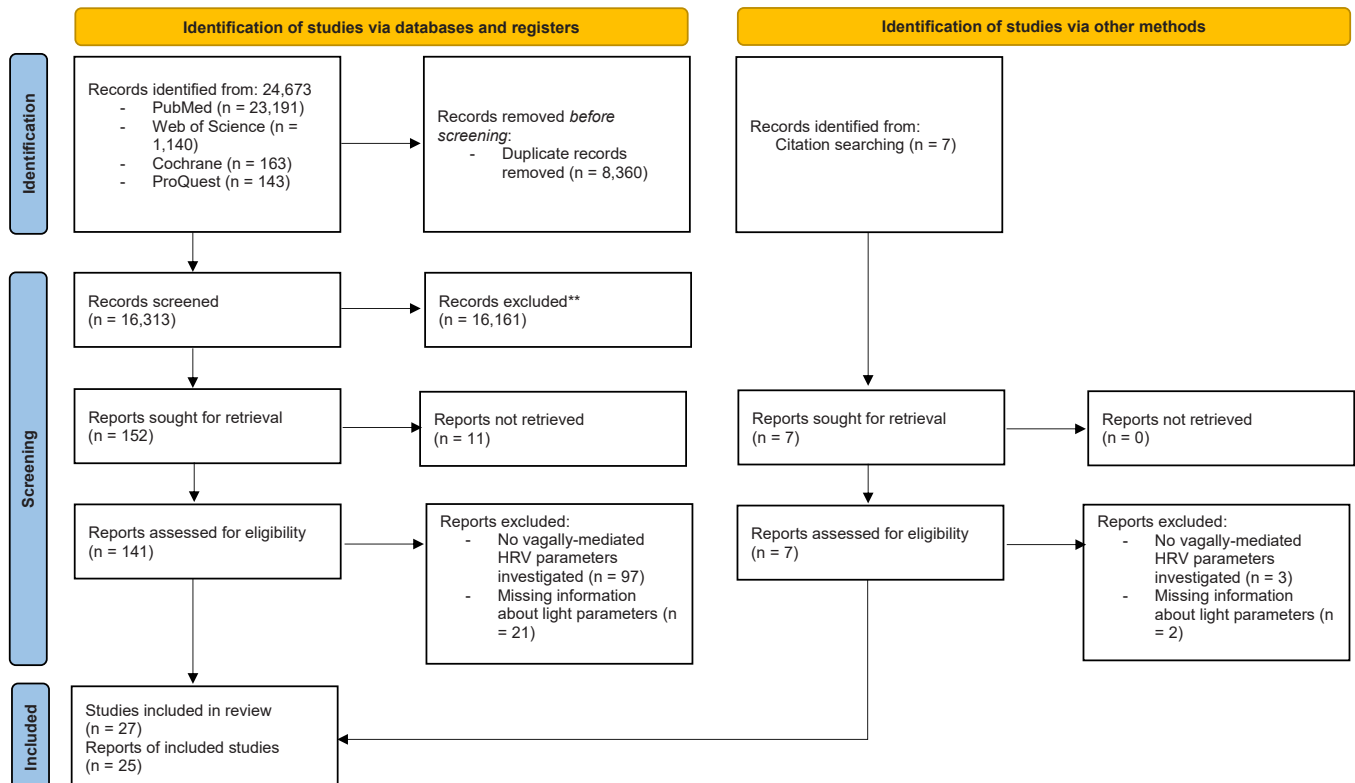 Identification of studies via databases and registers
Identification of studies via other methods
Identification
Records identified from: 24,673
- PubMed (n = 23,191)
- Web of Science (n =
1,140)
- Cochrane (n = 163)
- ProQuest (n = 143)
Records removed before
screening:
- Duplicate records
removed (n = 8,360)
Records identified from:
Citation searching (n = 7)
Screening
Records screened
(n = 16,313)
Records excluded**
(n = 16,161)
Reports sought for retrieval
(n = 152)
Reports not retrieved
(n = 11)
Reports sought for retrieval
(n = 7)
Reports not retrieved
(n = 0)
Reports assessed for eligibility
(n = 141)
Reports excluded:
- No vagally-mediated
HRV parameters
investigated (n = 97)
- Missing information
about light parameters (n
= 21)
Reports assessed for eligibility
(n = 7)
Reports excluded:
- No vagally-mediated
HRV parameters
investigated (n = 3)
- Missing information
about light parameters (n
= 2)
Included
Studies included in review
(n = 27)
Reports of included studies
(n = 25)